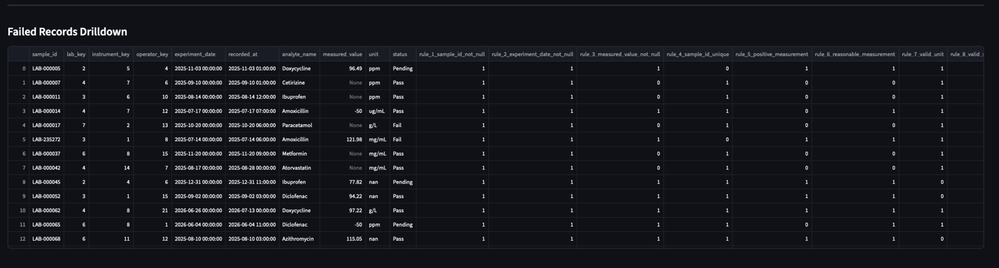 Failed Records Drilldown
sample_id lab_key instrument_key operator_key experiment_date recorded_at analyte_name measured_value unit status rule_1_sample_id_not_null rule_2_experiment_date_not_null rule_3_measured_value_not_null rule_4_sample_id_unique rule_5_positive_measurement rule_6_reasonable_measurement rule_7_valid_unit rule_8_valid_
0 LAB-000005 2 5 4 2025-11-03 00:00:00 2025-11-03 01:00:00 Doxycycline 96.49 ppm Pending 1 1 1 0 1 1 1
1 LAB-000007 4 7 6 2025-09-10 00:00:00 2025-09-10 01:00:00 Cetirizine None ppm Pass 1 1 0 1 0 0 1
2 LAB-000011 3 6 10 2025-08-14 00:00:00 2025-08-14 12:00:00 Ibuprofen None ppm Pass 1 1 0 1 0 0 1
3 LAB-000014 4 7 12 2025-07-17 00:00:00 2025-07-17 07:00:00 Amoxicillin -50 ug/mL Pass 1 1 1 1 0 1 1
4 LAB-000017 7 2 13 2025-10-20 00:00:00 2025-10-20 06:00:00 Paracetamol None g/L Fail 1 1 0 1 0 0 1
5 LAB-235272 3 1 8 2025-07-14 00:00:00 2025-07-14 06:00:00 Amoxicillin 121.98 mg/mL Fail 1 1 1 0 1 1 1
6 LAB-000037 6 8 15 2025-11-20 00:00:00 2025-11-20 09:00:00 Metformin None mg/mL Pass 1 1 0 1 0 0 1
7 LAB-000042 4 14 7 2025-08-17 00:00:00 2025-08-28 00:00:00 Atorvastatin None mg/mL Pass 1 1 0 1 0 0 1
8 LAB-000045 2 4 6 2025-12-31 00:00:00 2025-12-31 11:00:00 Ibuprofen 77.82 nan Pending 1 1 1 1 1 1 0
9 LAB-000052 3 1 15 2025-09-02 00:00:00 2025-09-02 03:00:00 Diclofenac 94.22 nan Pass 1 1 1 1 1 1 0
10 LAB-000062 4 8 21 2026-06-26 00:00:00 2026-07-13 00:00:00 Doxycycline 97.22 g/L Pass 1 1 1 1 1 1 1
11 LAB-000065 6 8 1 2026-06-04 00:00:00 2026-06-04 11:00:00 Diclofenac -50 ppm Pending 1 1 1 1 0 1 1
12 LAB-000068 6 11 12 2025-08-10 00:00:00 2025-08-10 03:00:00 Azithromycin 115.05 nan Pass 1 1 1 1 1 1 0